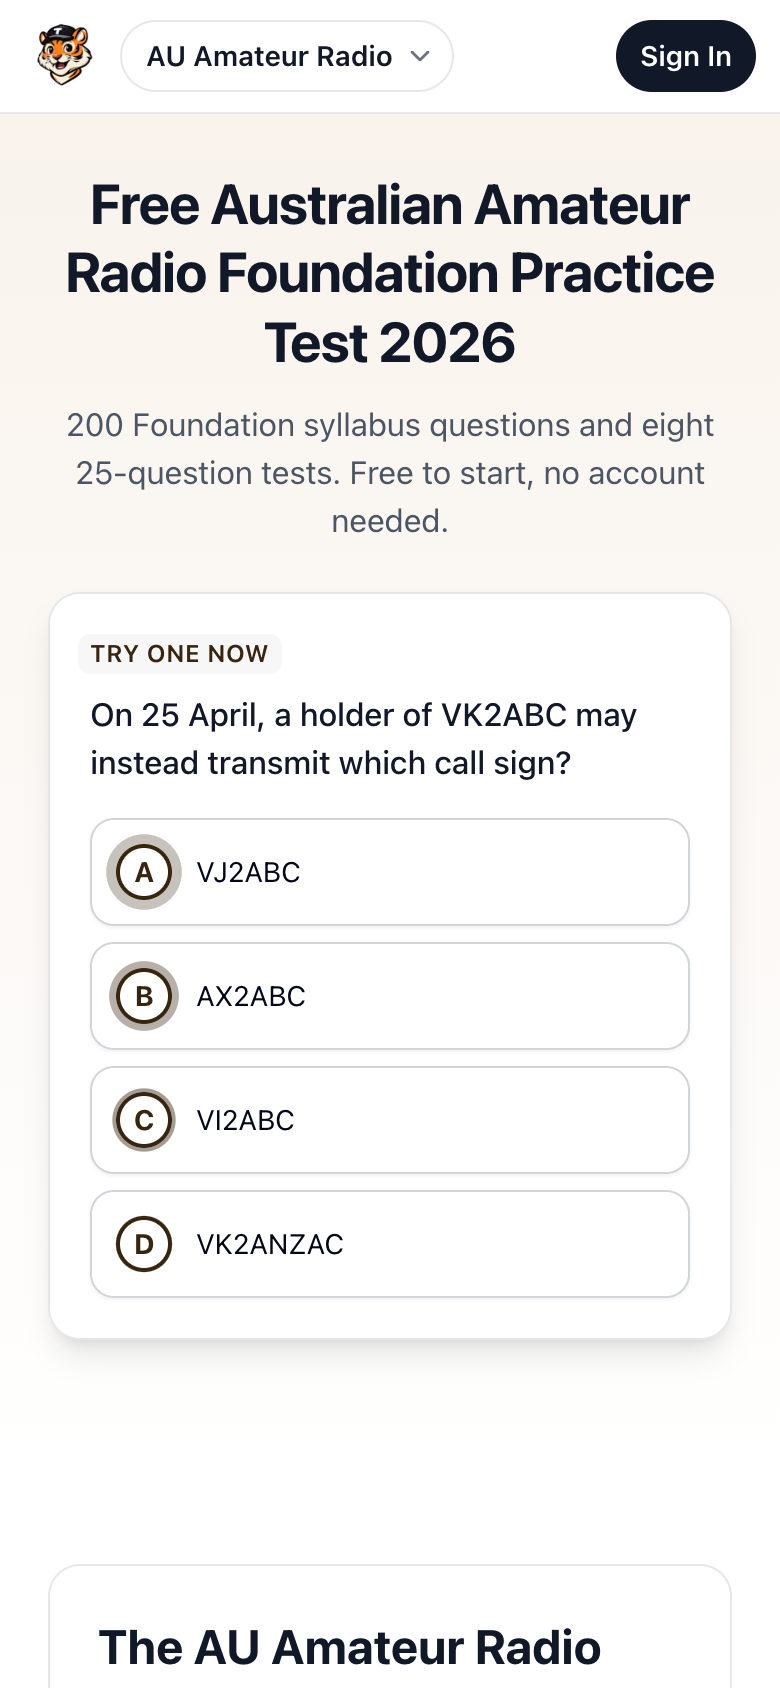 AU Amateur Radio
Sign In
Free Australian Amateur
Radio Foundation Practice
Test 2026
200 Foundation syllabus questions and eight
25-question tests. Free to start, no account
needed.
TRY ONE NOW
On 25 April, a holder of VK2ABC may
instead transmit which call sign?
A VJ2ABC
B AX2ABC
C VI2ABC
D VK2ANZAC
The AU Amateur Radio